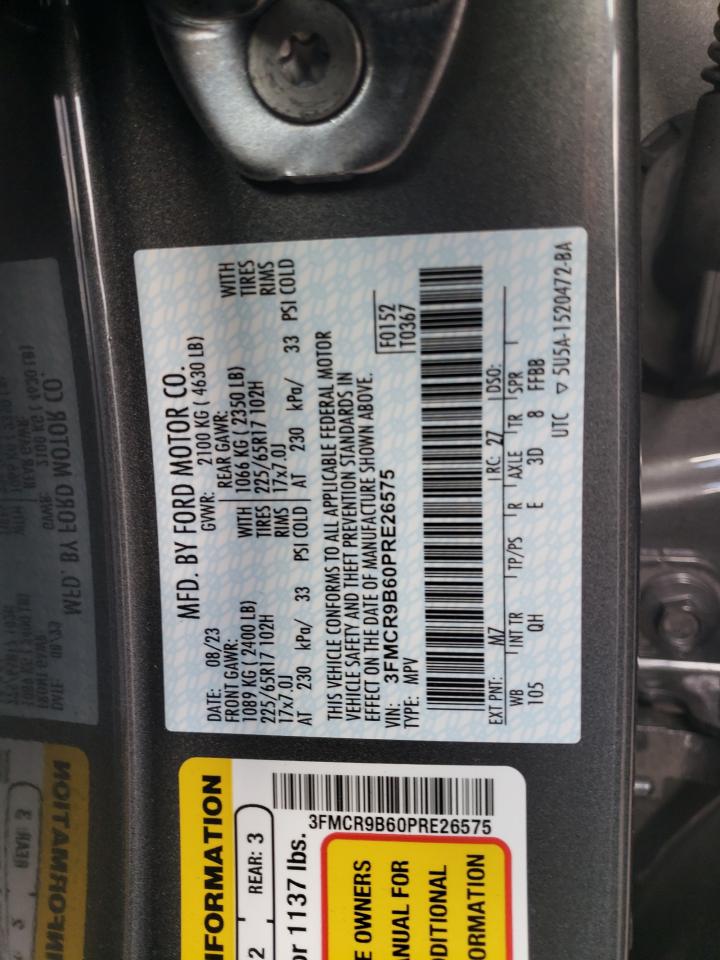 MFD. BY FORD MOTOR CO.
DATE: 08/23 GVWR: 2100 KG ( 4630 LB)
FRONT GAWR: REAR GAWR:
1089 KG ( 2400 LB) WITH 1066 KG ( 2350 LB) WITH
225/65R17 102H TIRES 225/65R17 102H TIRES
17x7.0J RIMS 17x7.0J RIMS
AT 230 kPa/ 33 PSI COLD AT 230 kPa/ 33 PSI COLD
THIS VEHICLE CONFORMS TO ALL APPLICABLE FEDERAL MOTOR
VEHICLE SAFETY AND THEFT PREVENTION STANDARDS IN
EFFECT ON THE DATE OF MANUFACTURE SHOWN ABOVE.
VIN: 3FMCR9B60PRE26575 F0152
TYPE: MPV T0367
EXT PNT: M7 RC: 27 DSO:
WB INT TR TP/PS R AXLE TR SPR
105 QH E 3D 8 FFBB
UTC ▽ 5U5A-1520472-BA
NFORMATION
2 REAR: 3
or 1137 lbs.
3FMCR9B60PRE26575
E OWNERS
ANUAL FOR
DDITIONAL
ORMATION